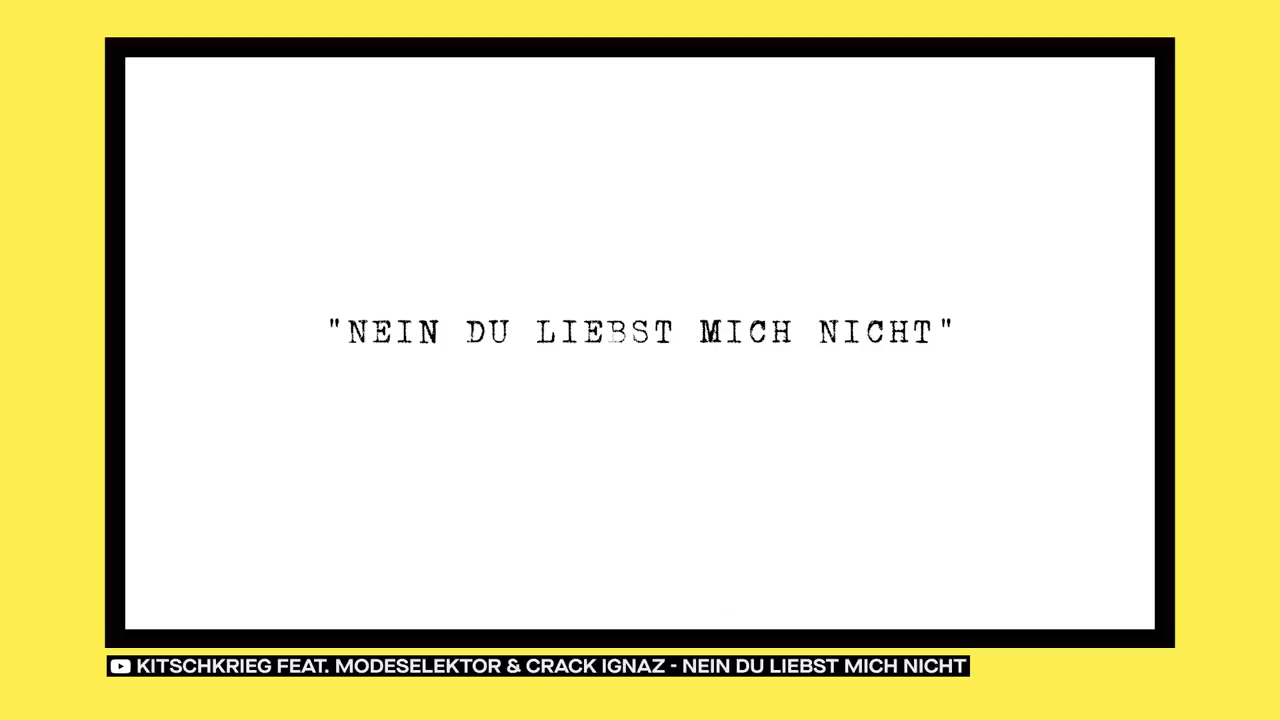 "NEIN DU LIEBST MICH NICHT"
KITSCHKRIEG FEAT. MODESELEKTOR & CRACK IGNAZ - NEIN DU LIEBST MICH NICHT